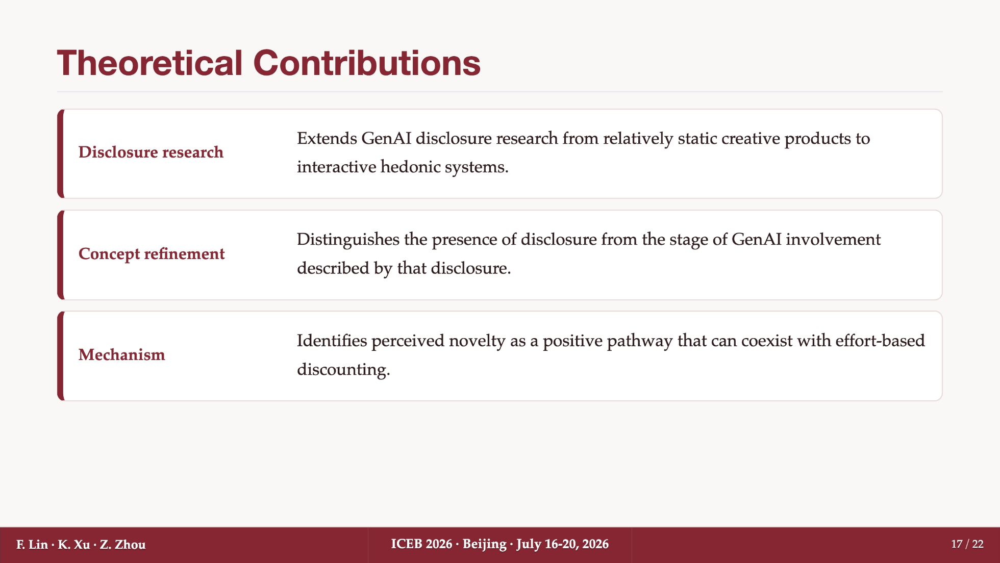 Theoretical Contributions
Disclosure research
Extends GenAI disclosure research from relatively static creative products to
interactive hedonic systems.
Concept refinement
Distinguishes the presence of disclosure from the stage of GenAI involvement
described by that disclosure.
Mechanism
Identifies perceived novelty as a positive pathway that can coexist with effort-based
discounting.
F. Lin · K. Xu · Z. Zhou
ICEB 2026 · Beijing · July 16-20, 2026
17 / 22